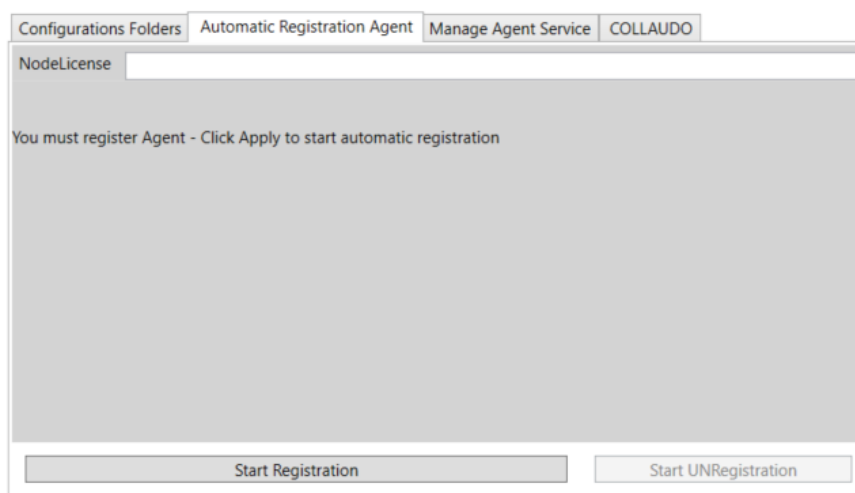 Configurations Folders Automatic Registration Agent Manage Agent Service COLLAUDO
NodeLicense
You must register Agent - Click Apply to start automatic registration
Start Registration Start UNRegistration